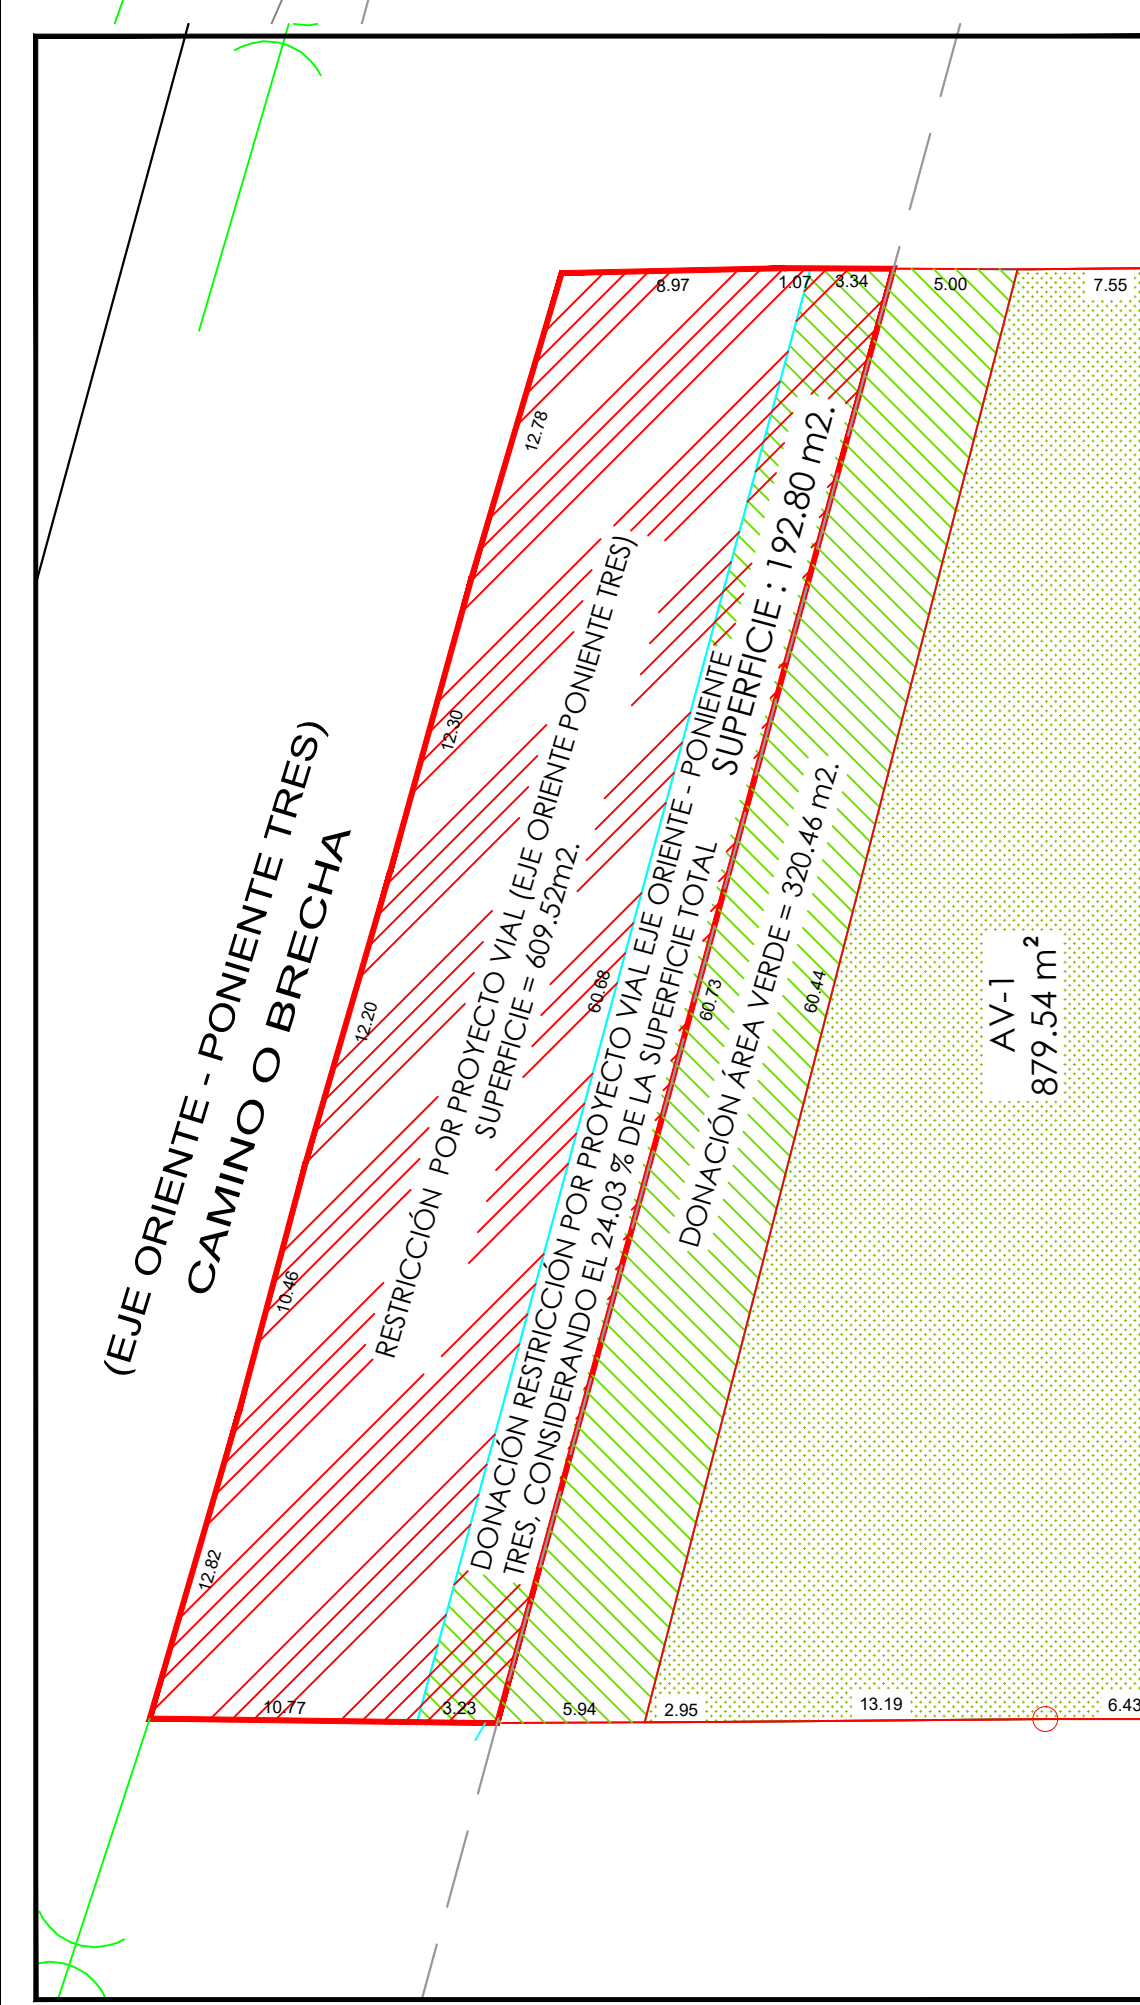 8.97
1.07
3.34
5.00
7.55
12.78
12.30
12.20
10.46
12.82
(EJE ORIENTE - PONIENTE TRES)
CAMINO O BRECHA
RESTRICCIÓN POR PROYECTO VIAL (EJE ORIENTE PONIENTE TRES)
SUPERFICIE = 609.52m2.
60.68
DONACIÓN RESTRICCIÓN POR PROYECTO VIAL EJE ORIENTE - PONIENTE
TRES, CONSIDERANDO EL 24.03 % DE LA SUPERFICIE TOTAL
SUPERFICIE : 192.80 m2.
60.73
DONACIÓN ÁREA VERDE = 320.46 m2.
60.44
AV-1
879.54 m²
10.77
3.23
5.94
2.95
13.19
6.43